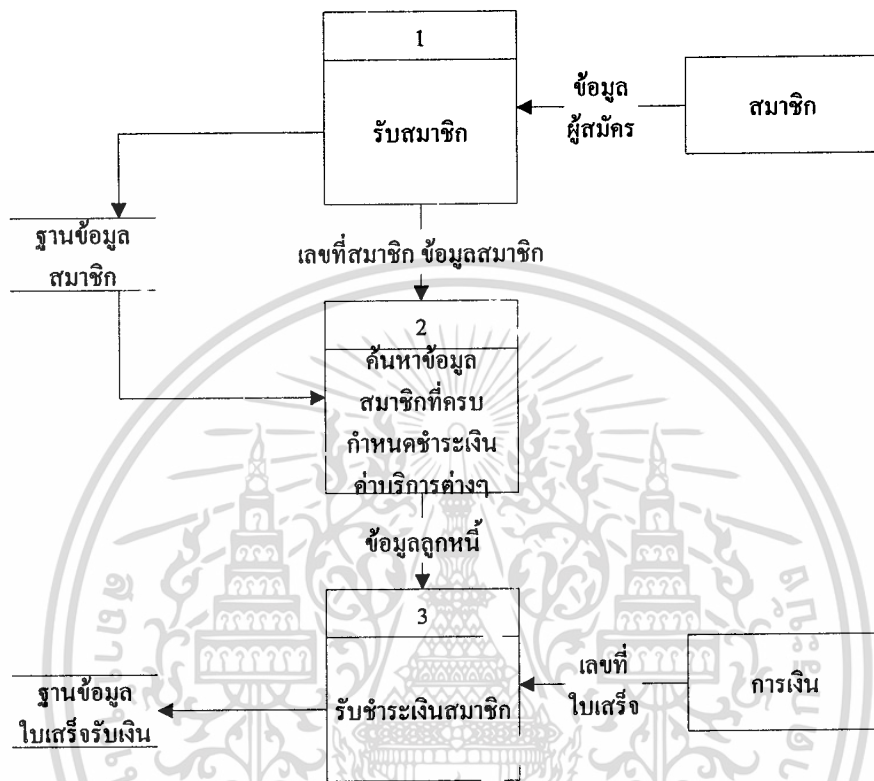 1
รับสมาชิก
ข้อมูล
ผู้สมัคร
สมาชิก
ฐานข้อมูล
สมาชิก
เลขที่สมาชิก ข้อมูลสมาชิก
2
ค้นหาข้อมูล
สมาชิกที่ครบ
กำหนดชำระเงิน
ค่าบริการต่างๆ
ข้อมูลลูกหนี้
3
รับชำระเงินสมาชิก
เลขที่
ใบเสร็จ
การเงิน
ฐานข้อมูล
ใบเสร็จรับเงิน